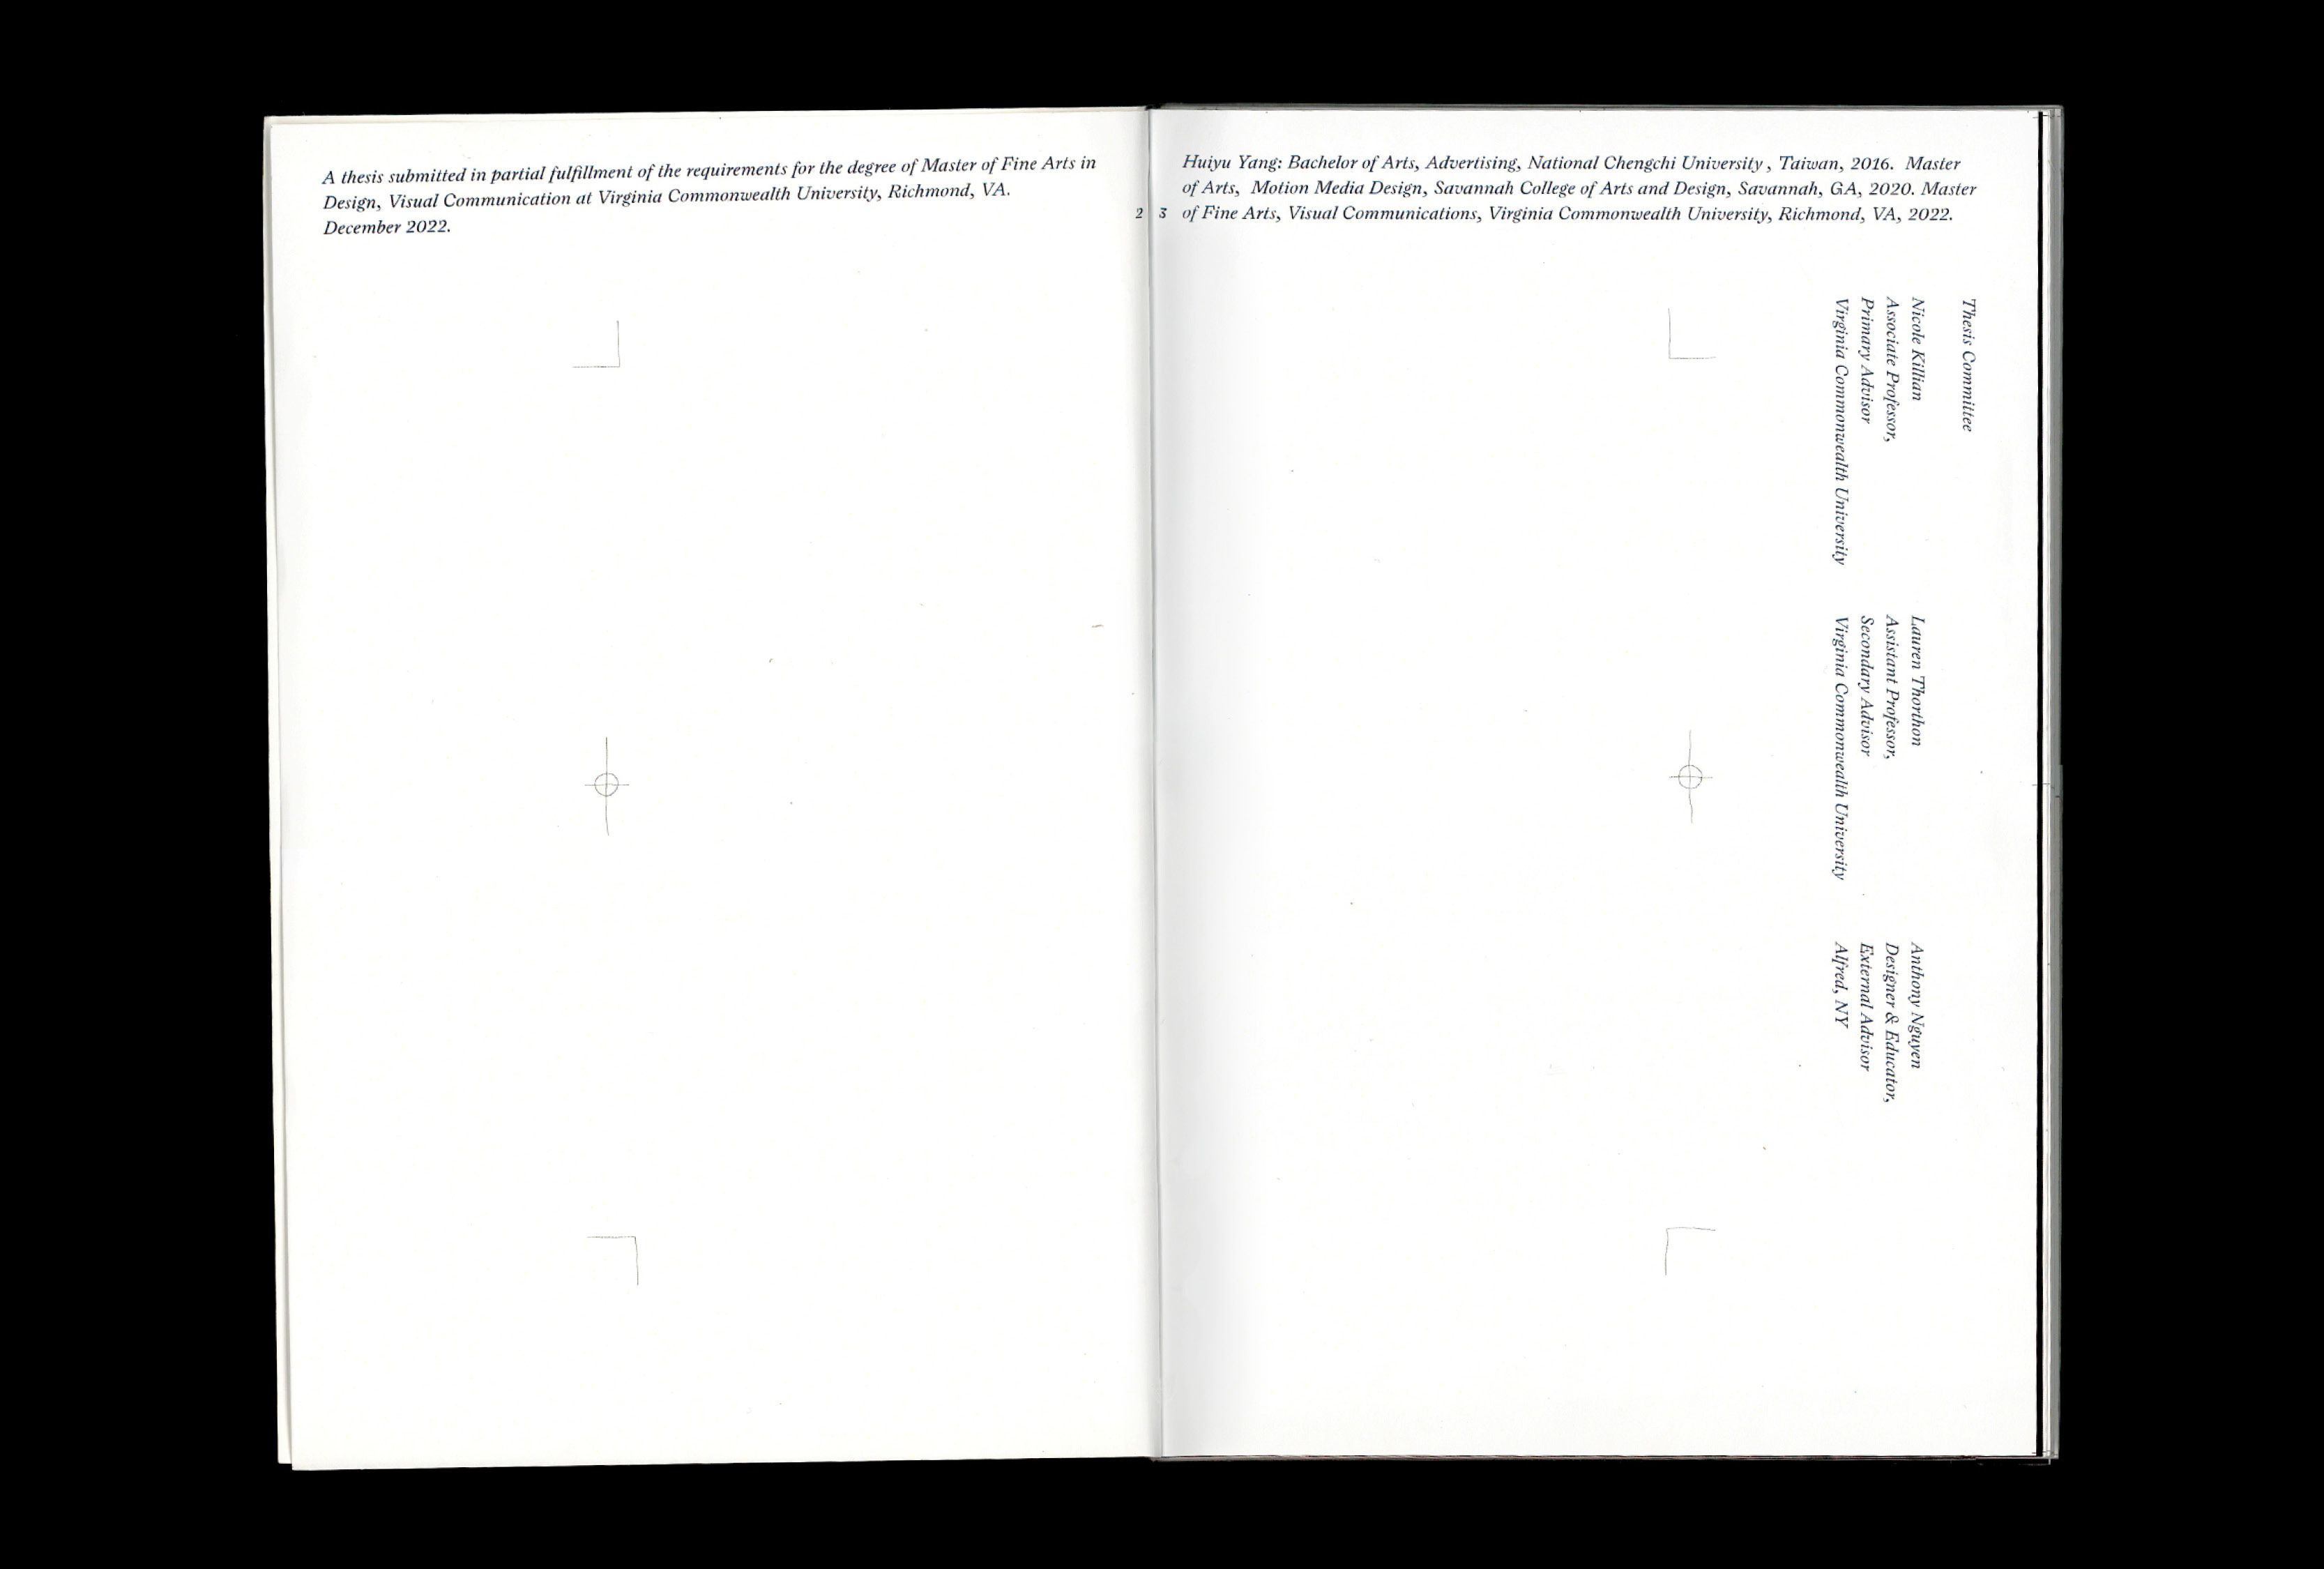 A thesis submitted in partial fulfillment of the requirements for the degree of Master of Fine Arts in
Design, Visual Communication at Virginia Commonwealth University, Richmond, VA.
December 2022.
2
3
Huiyu Yang: Bachelor of Arts, Advertising, National Chengchi University, Taiwan, 2016. Master
of Arts, Motion Media Design, Savannah College of Arts and Design, Savannah, GA, 2020. Master
of Fine Arts, Visual Communications, Virginia Commonwealth University, Richmond, VA, 2022.
Thesis Committee
Nicole Killian
Associate Professor,
Primary Advisor
Virginia Commonwealth University
Lauren Thorthon
Assistant Professor,
Secondary Advisor
Virginia Commonwealth University
Anthony Nguyen
Designer & Educator,
External Advisor
Alfred, NY